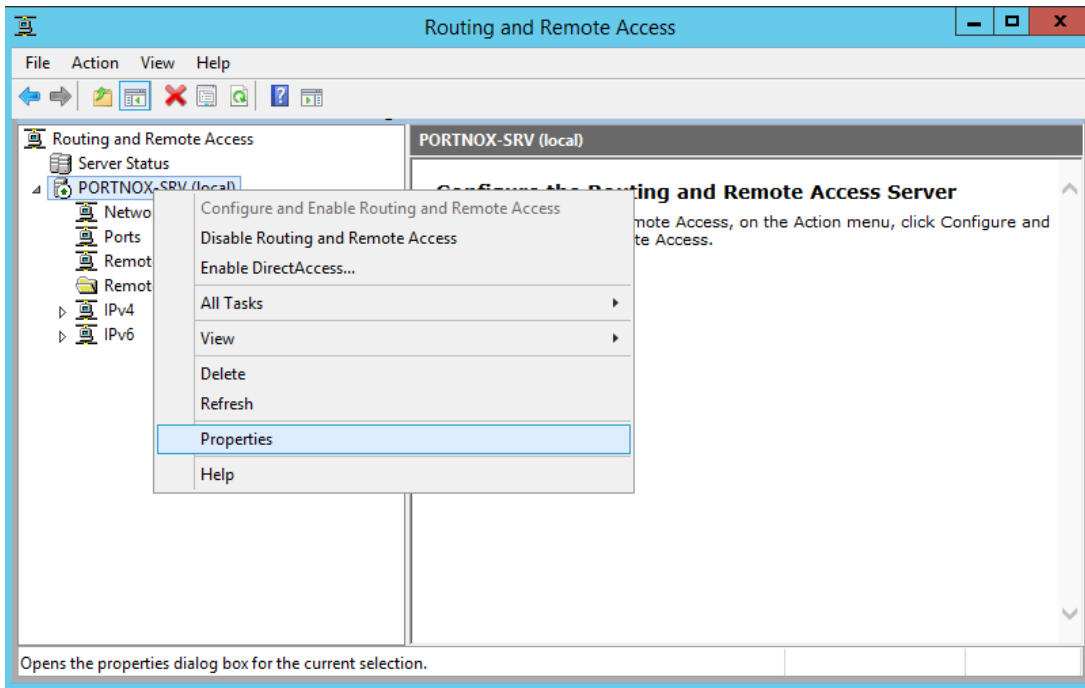 Routing and Remote Access
File Action View Help
Routing and Remote Access
Server Status
PORTNOX-SRV (local)
Netwo
Ports
Remot
Remot
IPv4
IPv6
Configure and Enable Routing and Remote Access
Disable Routing and Remote Access
Enable DirectAccess...
All Tasks
View
Delete
Refresh
Properties
Help
PORTNOX-SRV (local)
Configure the Routing and Remote Access Server
mote Access, on the Action menu, click Configure and
te Access.
Opens the properties dialog box for the current selection.